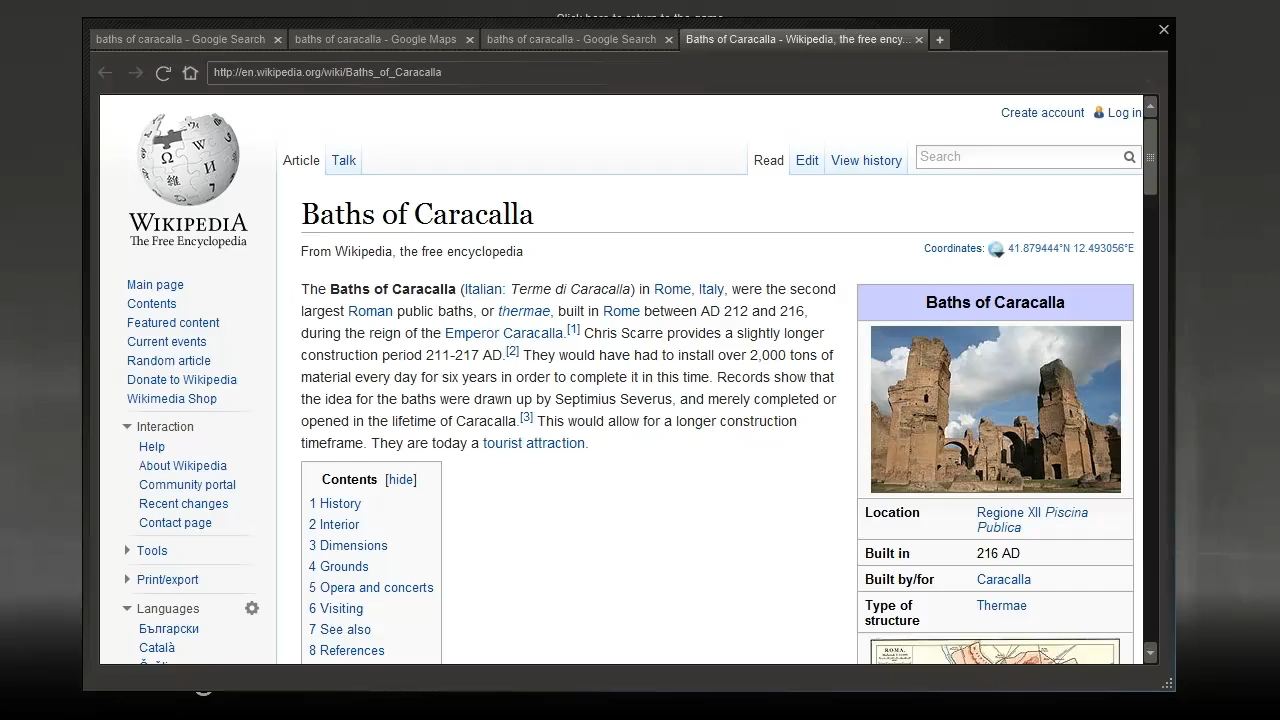 Click here to return to the game
baths of caracalla - Google Search
baths of caracalla - Google Maps
baths of caracalla - Google Search
Baths of Caracalla - Wikipedia, the free ency...
http://en.wikipedia.org/wiki/Baths_of_Caracalla
Create account Log in
Article Talk
Read Edit View history
Search
WIKIPEDIA
The Free Encyclopedia
Main page
Contents
Featured content
Current events
Random article
Donate to Wikipedia
Wikimedia Shop
Interaction
Help
About Wikipedia
Community portal
Recent changes
Contact page
Tools
Print/export
Languages
Български
Català
Baths of Caracalla
From Wikipedia, the free encyclopedia
Coordinates: 41.879444°N 12.493056°E
The Baths of Caracalla (Italian: Terme di Caracalla) in Rome, Italy, were the second
largest Roman public baths, or thermae, built in Rome between AD 212 and 216,
during the reign of the Emperor Caracalla.[1] Chris Scarre provides a slightly longer
construction period 211-217 AD.[2] They would have had to install over 2,000 tons of
material every day for six years in order to complete it in this time. Records show that
the idea for the baths were drawn up by Septimius Severus, and merely completed or
opened in the lifetime of Caracalla.[3] This would allow for a longer construction
timeframe. They are today a tourist attraction.
Contents [hide]
1 History
2 Interior
3 Dimensions
4 Grounds
5 Opera and concerts
6 Visiting
7 See also
8 References
Baths of Caracalla
Location Regione XII Piscina
Publica
Built in 216 AD
Built by/for Caracalla
Type of Thermae
structure
ROMA.